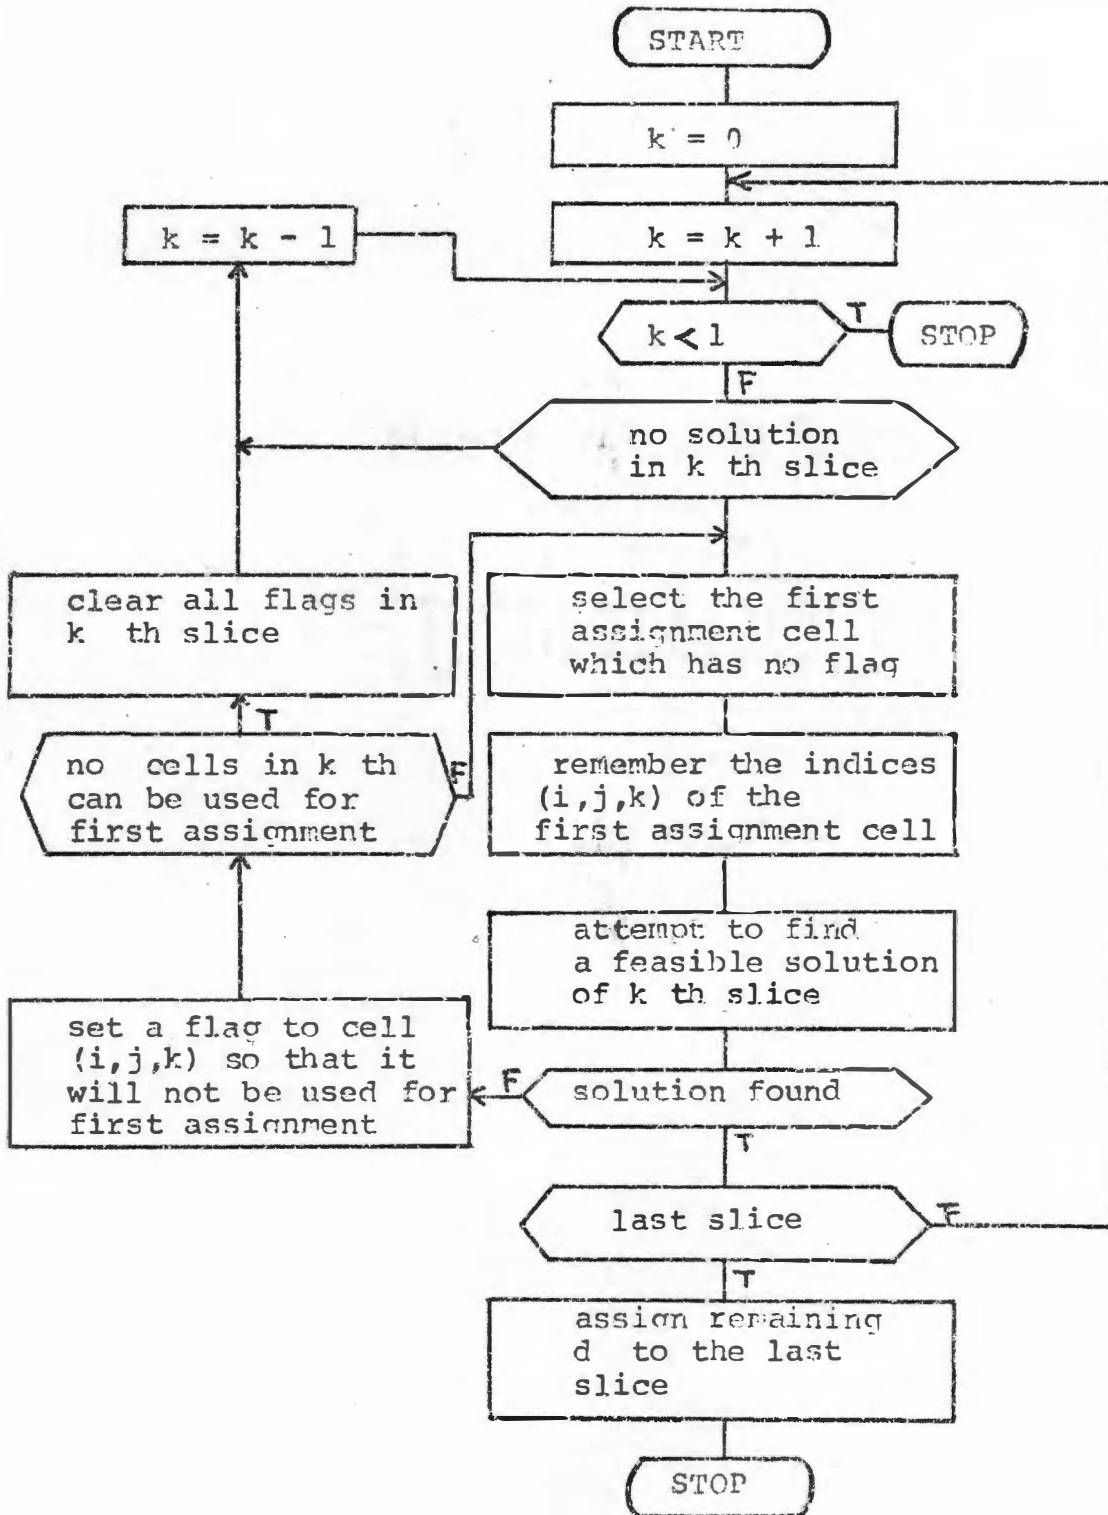 START
k = 0
k = k - 1
k = k + 1
k < 1
T
STOP
F
no solution
in k th slice
clear all flags in
k th slice
select the first
assignment cell
which has no flag
T
no cells in k th
can be used for
first assignment
F
remember the indices
(i,j,k) of the
first assignment cell
attempt to find
a feasible solution
of k th slice
set a flag to cell
(i,j,k) so that it
will not be used for
first assignment
F
solution found
T
last slice
F
T
assign remaining
d to the last
slice
STOP